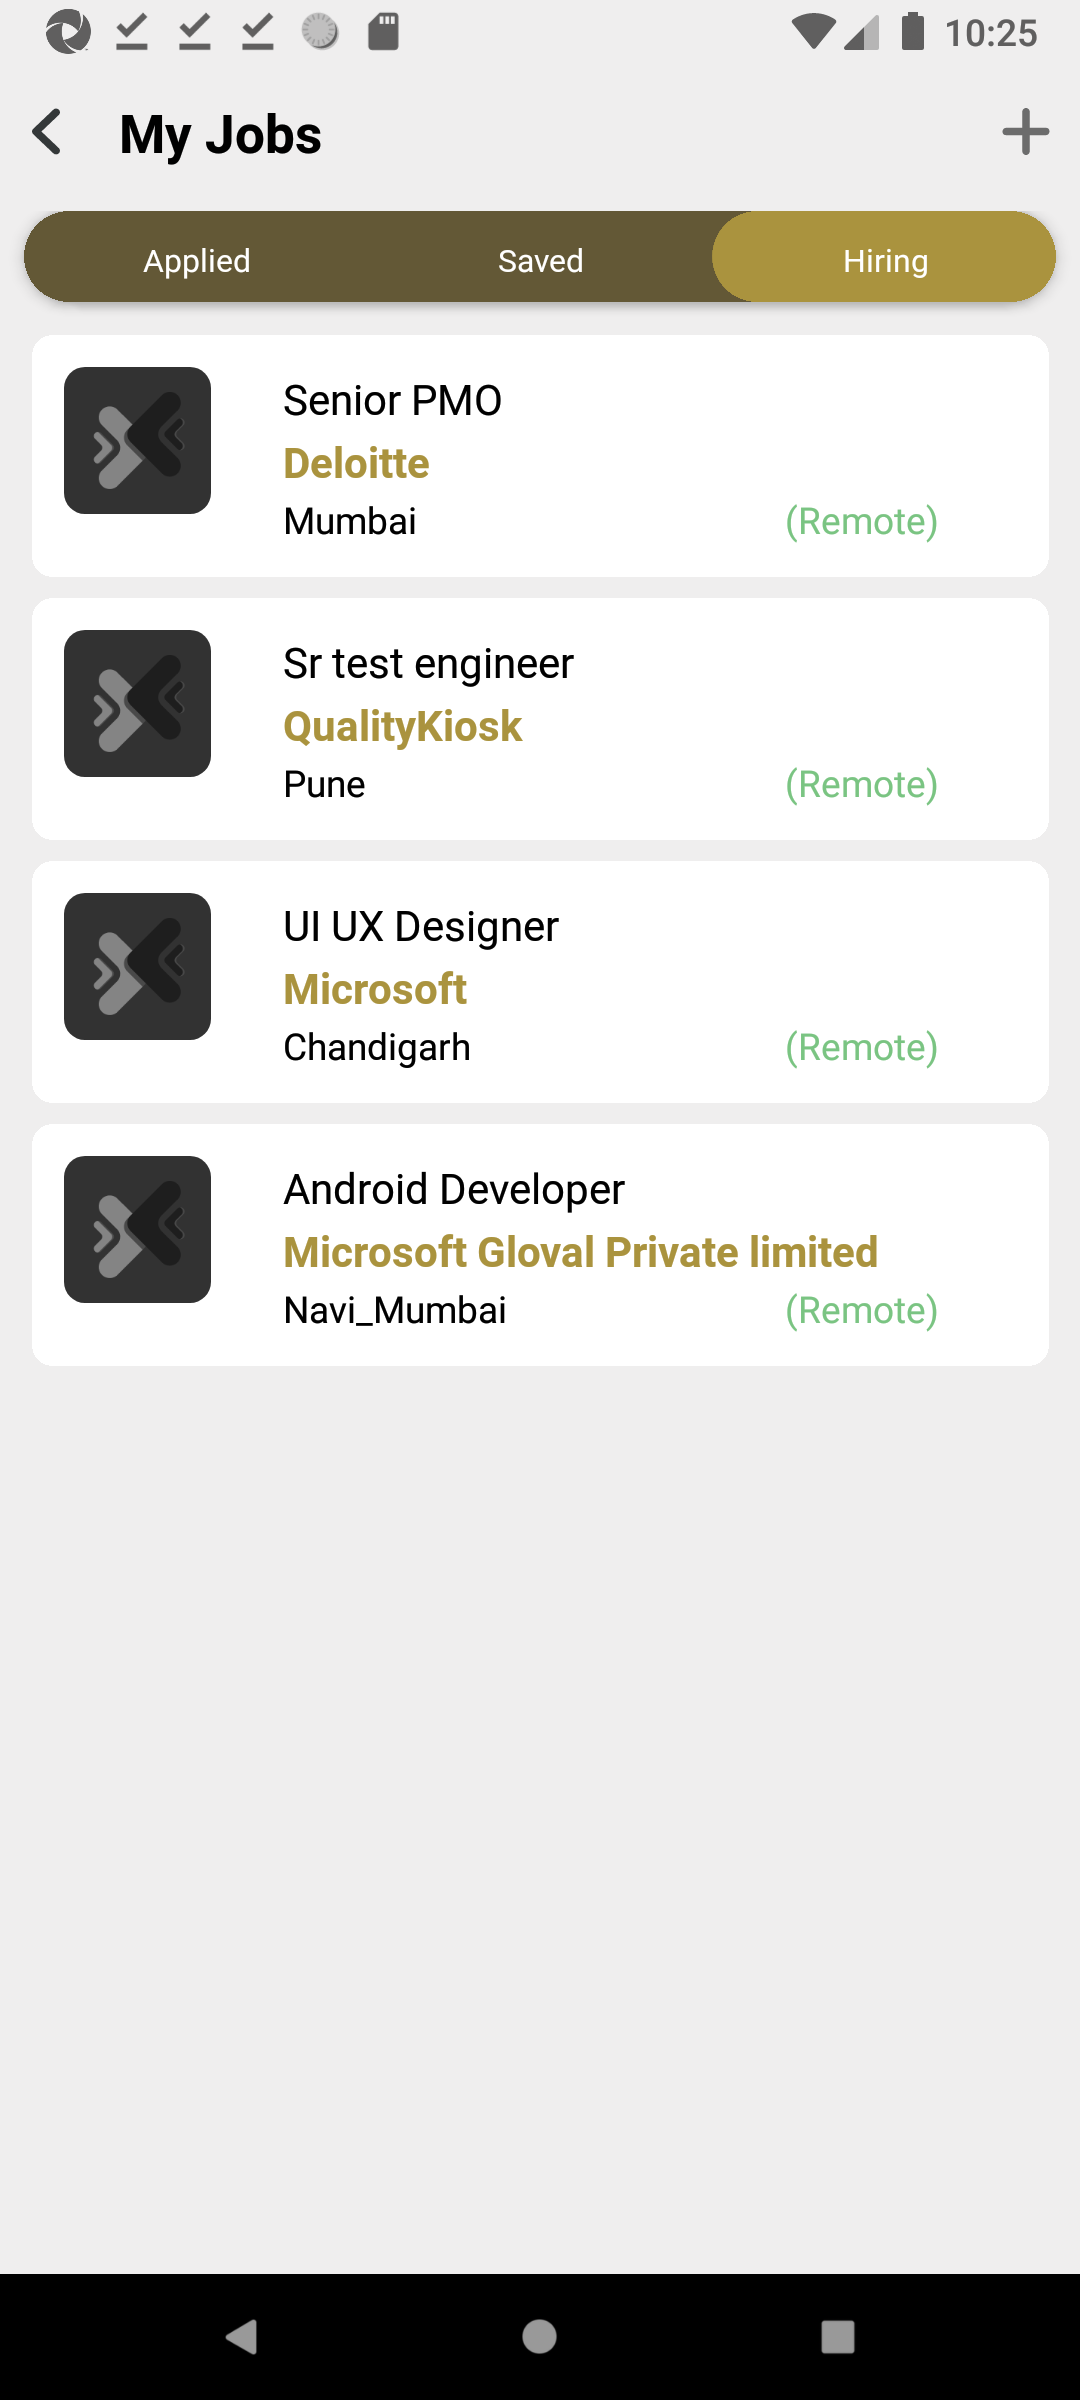 10:25
My Jobs
Applied Saved Hiring
Senior PMO
Deloitte
Mumbai (Remote)
Sr test engineer
QualityKiosk
Pune (Remote)
UI UX Designer
Microsoft
Chandigarh (Remote)
Android Developer
Microsoft Gloval Private limited
Navi_Mumbai (Remote)